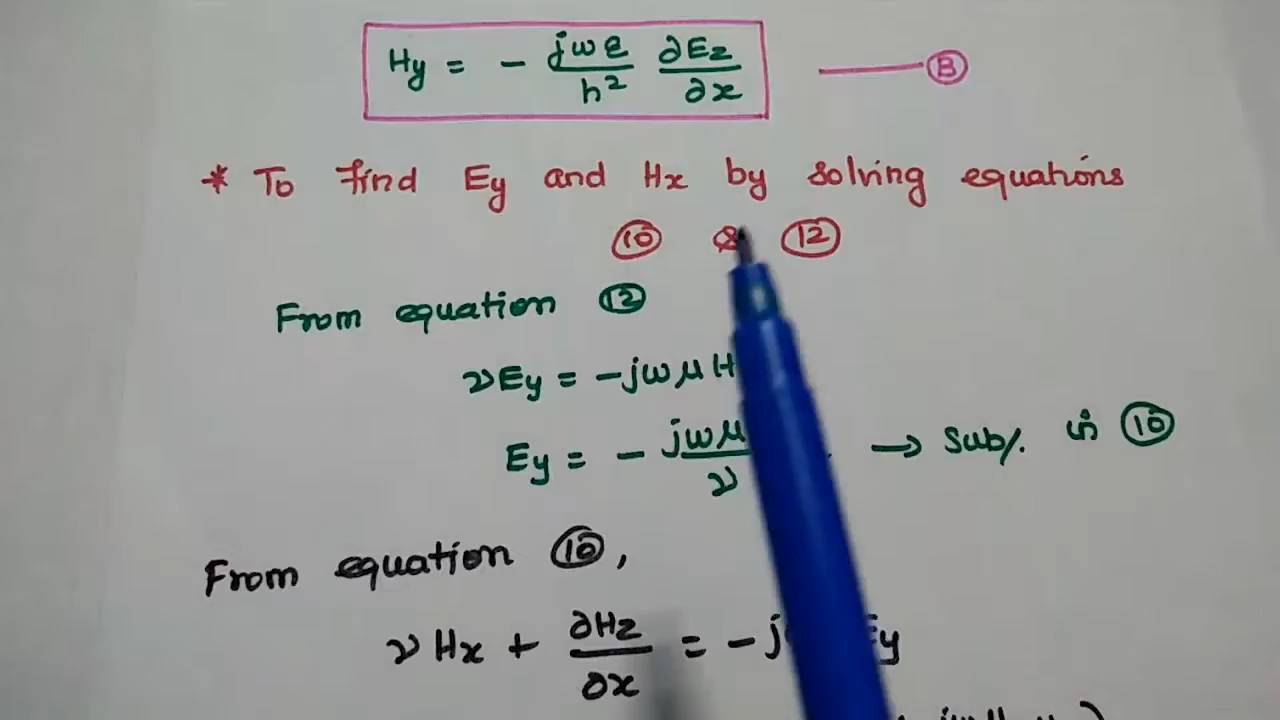 Hy = - jωε/h² ∂Ez/∂x ——— Ⓑ
* To find Ey and Hx by solving equations
⑩ & ⑫
From equation ⑫
γEy = -jωμH
Ey = - jωμ/γ → Sub/. in ⑩
From equation ⑩,
γHx + ∂Hz/∂x = -j Ey